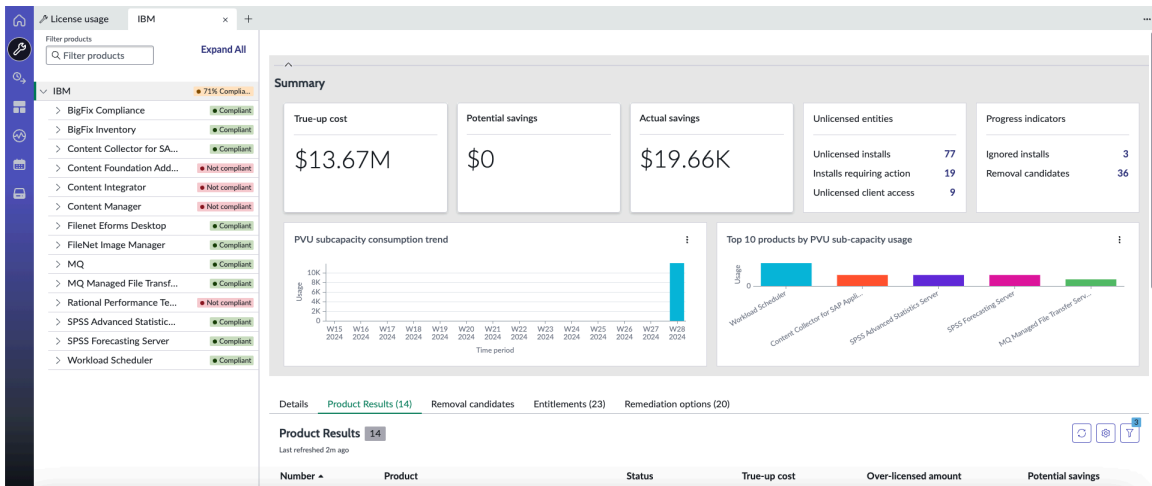 License usage
IBM
×
+
Filter products
Filter products
Expand All
IBM
71% Complia...
BigFix Compliance
Compliant
BigFix Inventory
Compliant
Content Collector for SA...
Compliant
Content Foundation Add...
Not compliant
Content Integrator
Not compliant
Content Manager
Not compliant
Filenet Eforms Desktop
Compliant
FileNet Image Manager
Compliant
MQ
Compliant
MQ Managed File Transf...
Compliant
Rational Performance Te...
Not compliant
SPSS Advanced Statistic...
Compliant
SPSS Forecasting Server
Compliant
Workload Scheduler
Compliant
Summary
True-up cost
$13.67M
Potential savings
$0
Actual savings
$19.66K
Unlicensed entities
Unlicensed installs 77
Installs requiring action 19
Unlicensed client access 9
Progress indicators
Ignored installs 3
Removal candidates 36
PVU subcapacity consumption trend
Usage
10K
8K
6K
4K
2K
0
W15 W16 W17 W18 W19 W20 W21 W22 W23 W24 W25 W26 W27 W28
2024 2024 2024 2024 2024 2024 2024 2024 2024 2024 2024 2024 2024 2024
Time period
Top 10 products by PVU sub-capacity usage
Usage
0
Workload Scheduler
Content Collector for SAP Appli...
SPSS Advanced Statistics Server
SPSS Forecasting Server
MQ Managed File Transfer Serv...
Details Product Results (14) Removal candidates Entitlements (23) Remediation options (20)
Product Results 14
3
Last refreshed 2m ago
Number Product Status True-up cost Over-licensed amount Potential savings